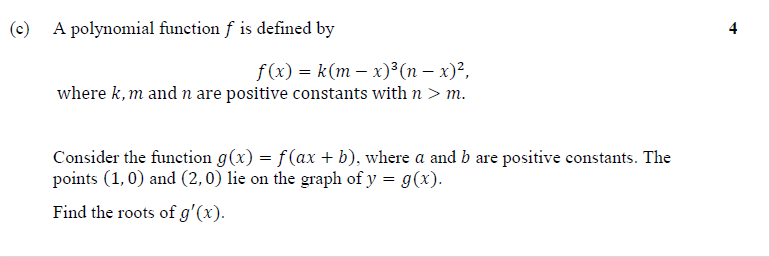 (c) A polynomial function f is defined by 4
f(x) = k(m − x)³(n − x)²,
where k, m and n are positive constants with n > m.
Consider the function g(x) = f(ax + b), where a and b are positive constants. The
points (1, 0) and (2, 0) lie on the graph of y = g(x).
Find the roots of g′(x).